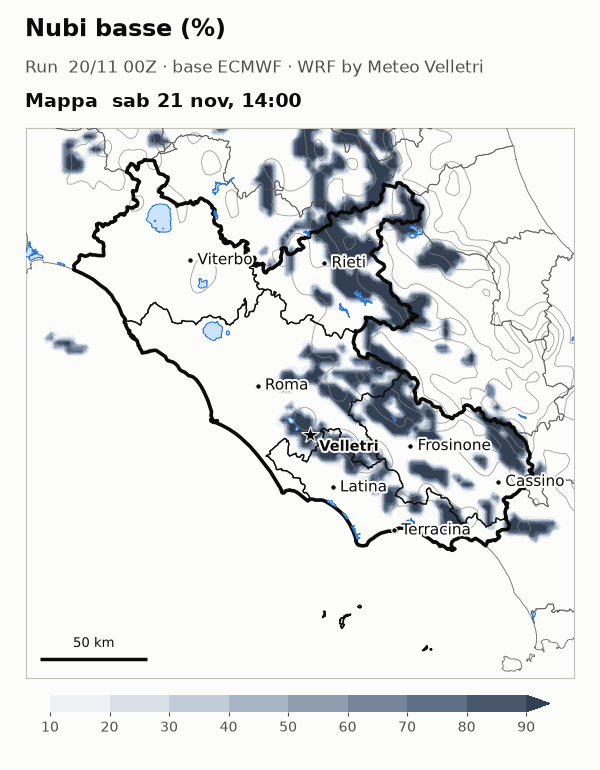 Nubi basse (%)
Run  20/11 00Z · base ECMWF · WRF by Meteo Velletri
Mappa  sab 21 nov, 14:00
Viterbo
Rieti
Roma
Velletri
Frosinone
Cassino
Latina
Terracina
50 km
10 20 30 40 50 60 70 80 90